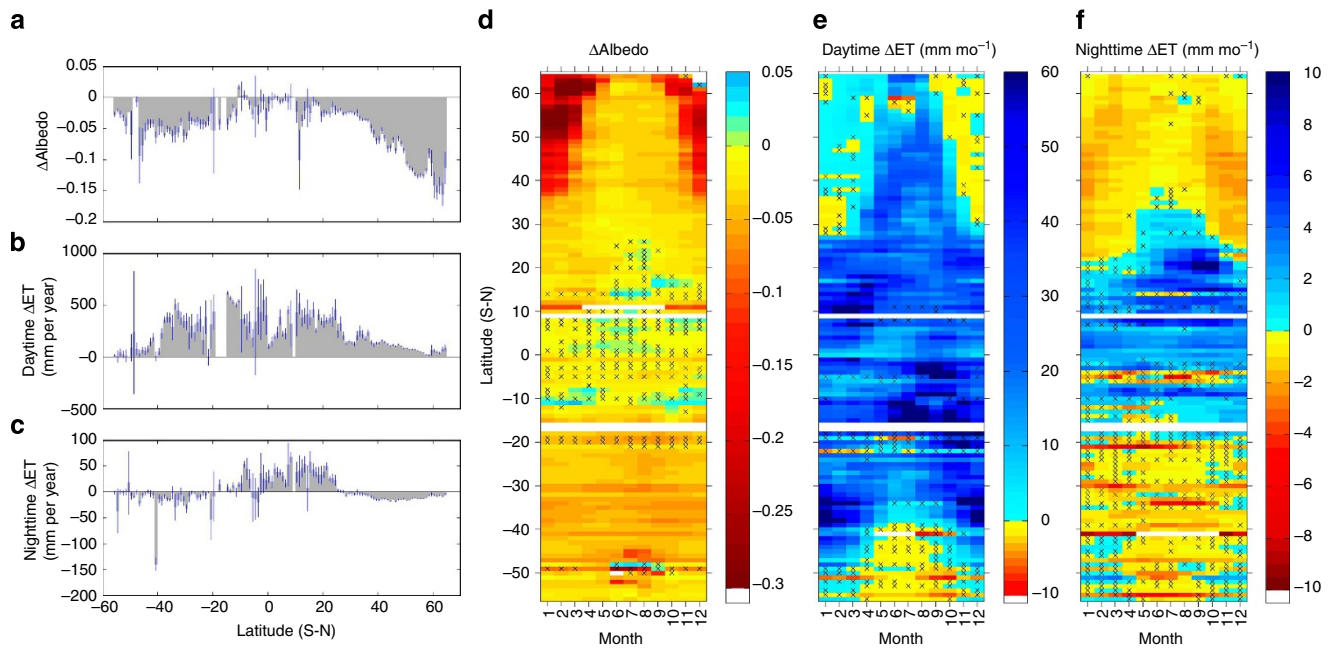 a
ΔAlbedo
0.05
0
−0.05
−0.1
−0.15
−0.2
b
Daytime ΔET
(mm per year)
1000
500
−0
−500
c
Nighttime ΔET
(mm per year)
100
50
0
−50
−100
−150
−200
−60 −40 −20 0 20 40 60
Latitude (S-N)
d
ΔAlbedo
Latitude (S-N)
60
50
40
30
20
10
0
−10
−20
−30
−40
−50
1 2 3 4 5 6 7 8 9 10 11 12
Month
0.05
0
−0.05
−0.1
−0.15
−0.2
−0.25
−0.3
e
Daytime ΔET (mm mo−1)
1 2 3 4 5 6 7 8 9 10 11 12
Month
60
50
40
30
20
10
0
−10
f
Nighttime ΔET (mm mo−1)
1 2 3 4 5 6 7 8 9 10 11 12
Month
10
8
6
4
2
0
−2
−4
−6
−8
−10